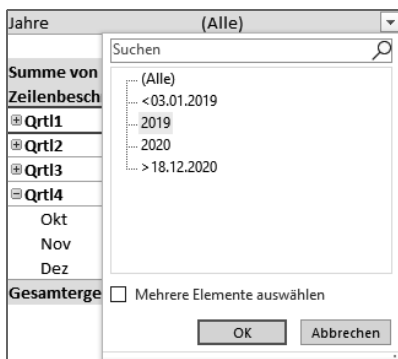 Jahre (Alle)
Suchen
Summe von
(Alle)
Zeilenbesch
<03.01.2019
Qrtl1
2019
Qrtl2
2020
Qrtl3
>18.12.2020
Qrtl4
Okt
Nov
Dez
Gesamterge
Mehrere Elemente auswählen
OK Abbrechen